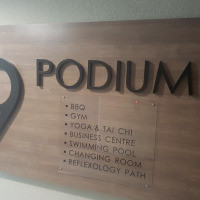 PODIUM
• BBQ
• GYM
• YOGA & TAI CHI
• BUSINESS CENTRE
• SWIMMING POOL
• CHANGING ROOM
• REFLEXOLOGY PATH